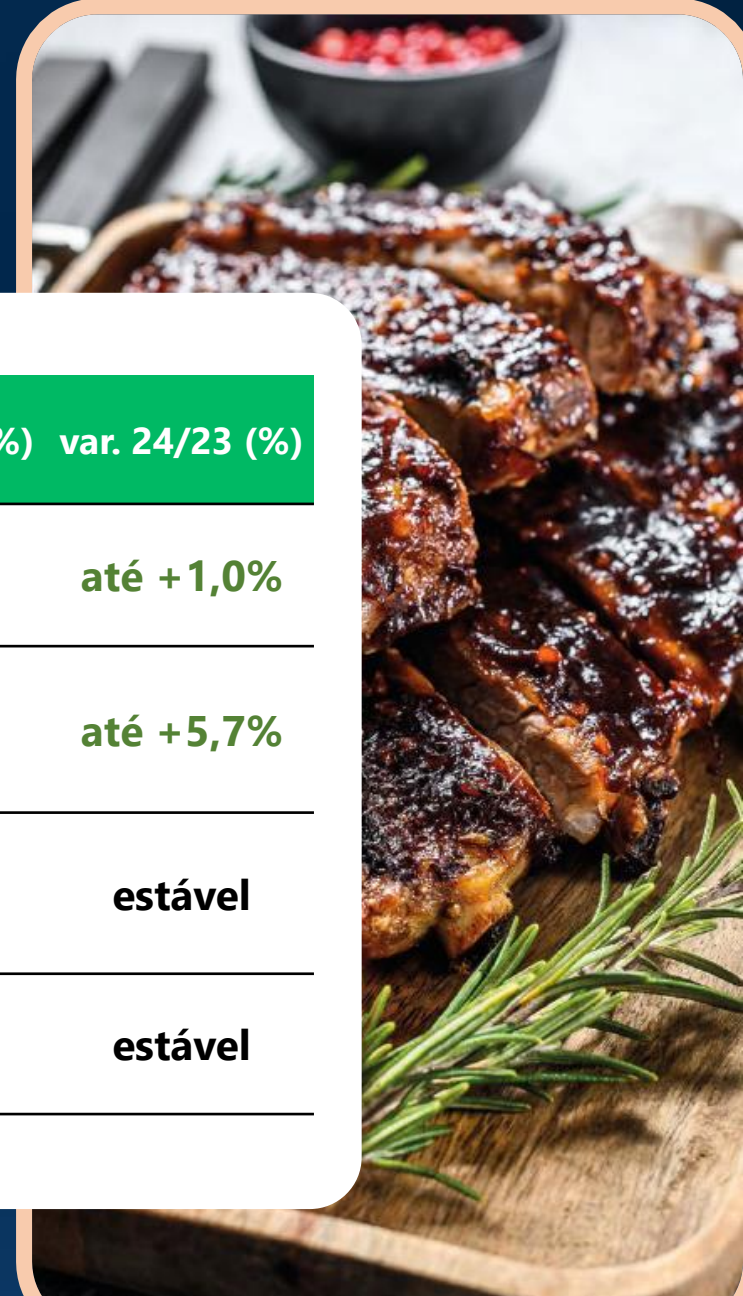 %) var. 24/23 (%)
até +1,0%
até +5,7%
estável
estável